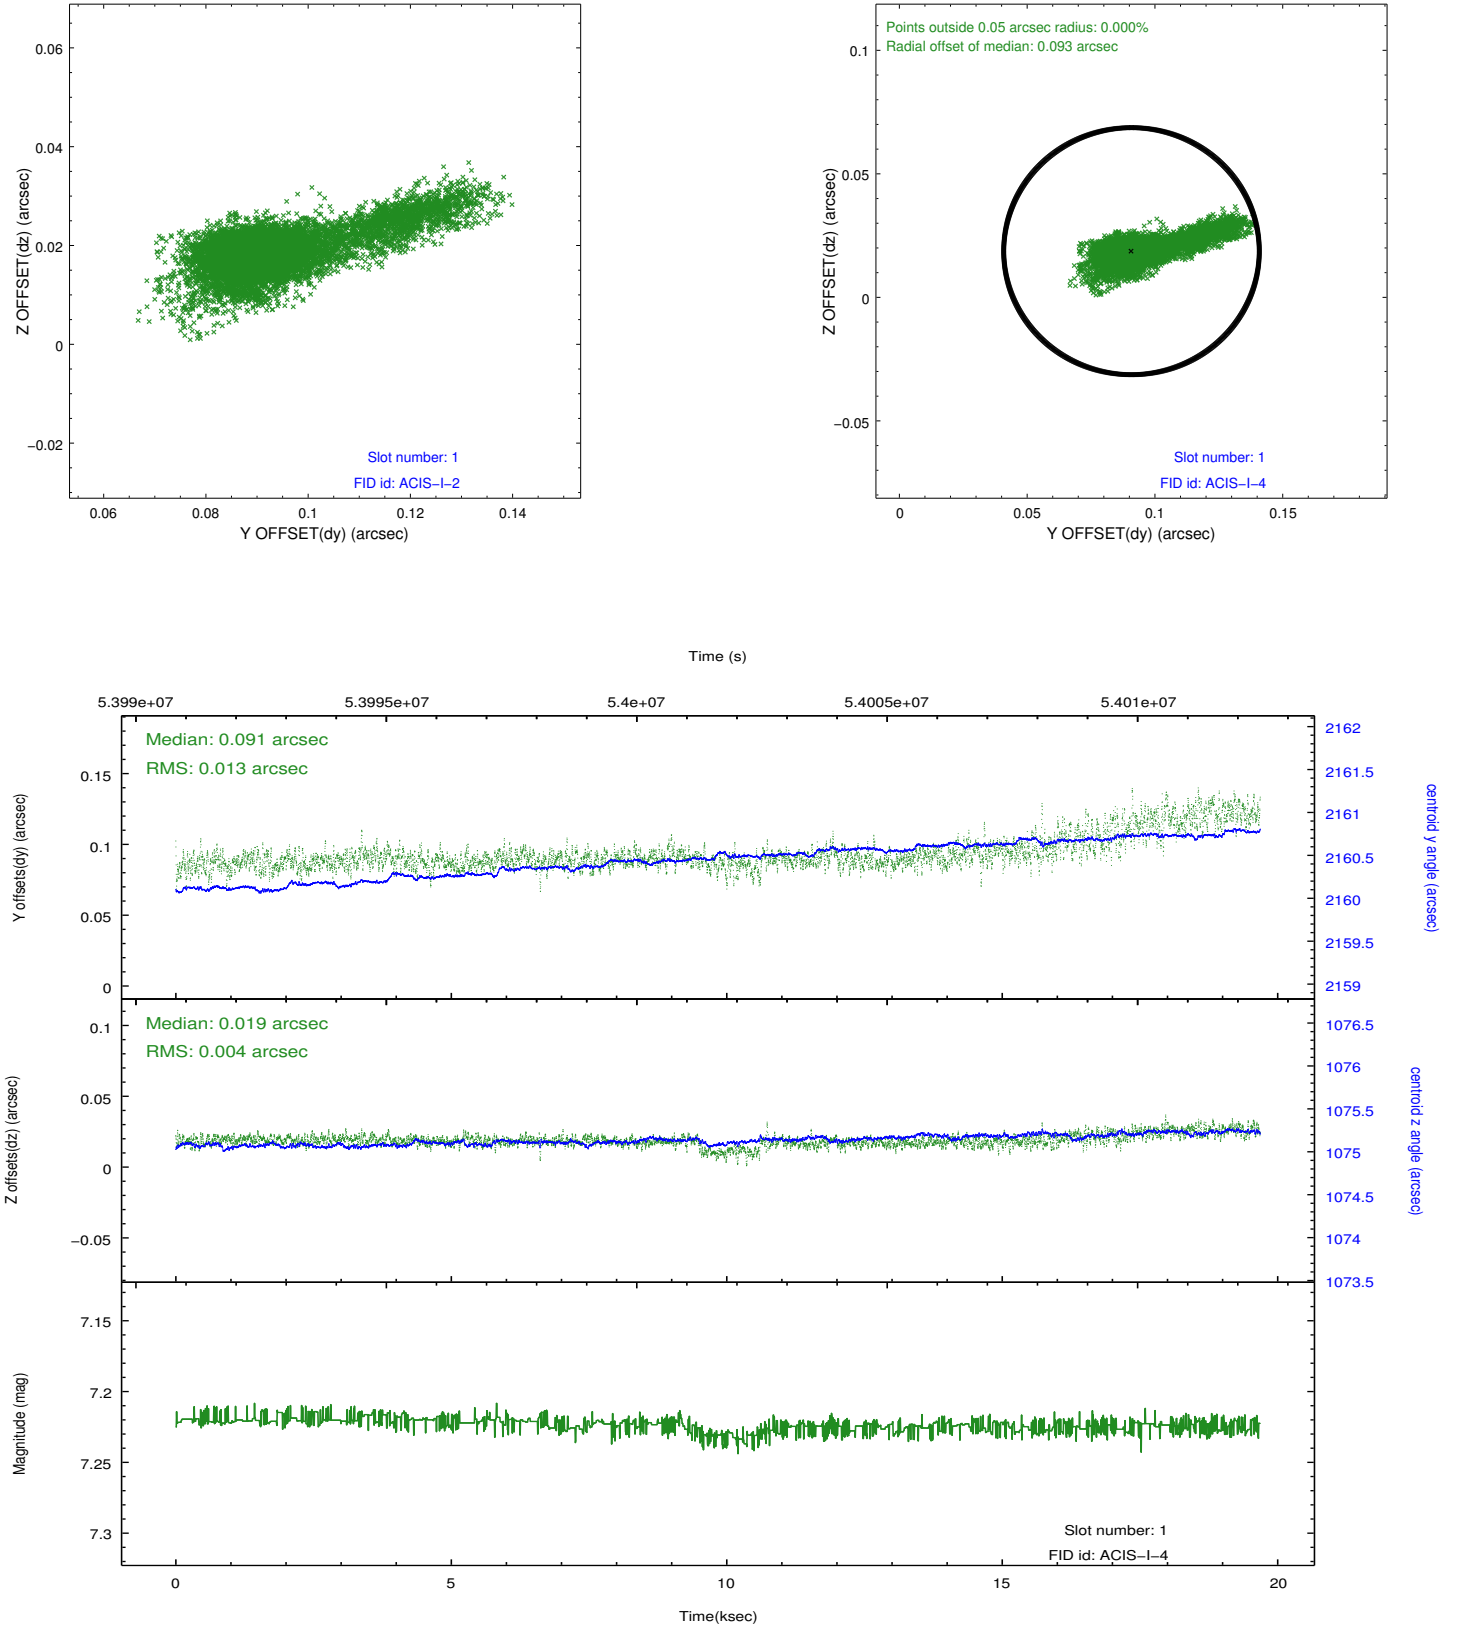 0.06
0.04
0.02
0
−0.02
Z OFFSET(dz) (arcsec)
Slot number: 1
FID id: ACIS−I−2
0.06
0.08
0.1
0.12
0.14
Y OFFSET(dy) (arcsec)
Points outside 0.05 arcsec radius: 0.000%
Radial offset of median: 0.093 arcsec
0.1
0.05
0
−0.05
Z OFFSET(dz) (arcsec)
Slot number: 1
FID id: ACIS−I−4
0
0.05
0.1
0.15
Y OFFSET(dy) (arcsec)
Time (s)
5.399e+07
5.3995e+07
5.4e+07
5.4005e+07
5.401e+07
Median: 0.091 arcsec
RMS: 0.013 arcsec
0.15
0.1
0.05
0
Y offsets(dy) (arcsec)
2162
2161.5
2161
2160.5
2160
2159.5
2159
centroid y angle (arcsec)
Median: 0.019 arcsec
RMS: 0.004 arcsec
0.1
0.05
0
−0.05
Z offsets(dz) (arcsec)
1076.5
1076
1075.5
1075
1074.5
1074
1073.5
centroid z angle (arcsec)
7.15
7.2
7.25
7.3
Magnitude (mag)
Slot number: 1
FID id: ACIS−I−4
0
5
10
15
20
Time(ksec)